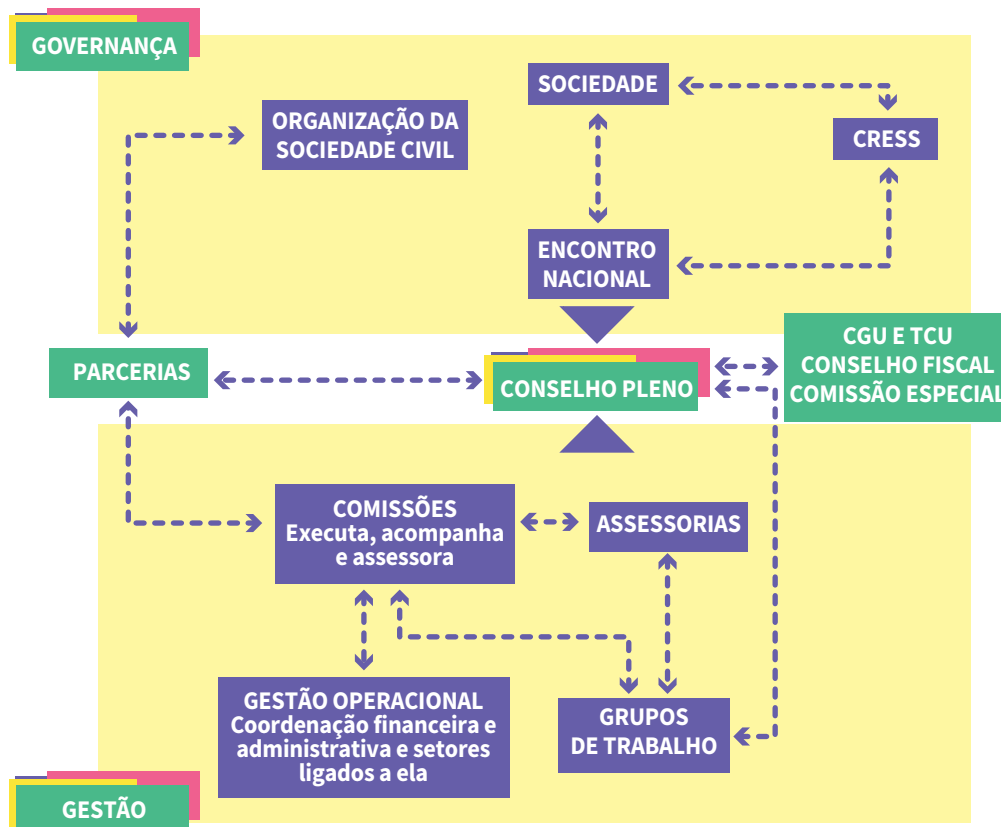 GOVERNANÇA
SOCIEDADE
ORGANIZAÇÃO DA
SOCIEDADE CIVIL
CRESS
ENCONTRO
NACIONAL
PARCERIAS
CONSELHO PLENO
CGU E TCU
CONSELHO FISCAL
COMISSÃO ESPECIAL
COMISSÕES
Executa, acompanha
e assessora
ASSESSORIAS
GESTÃO OPERACIONAL
Coordenação financeira e
administrativa e setores
ligados a ela
GRUPOS
DE TRABALHO
GESTÃO